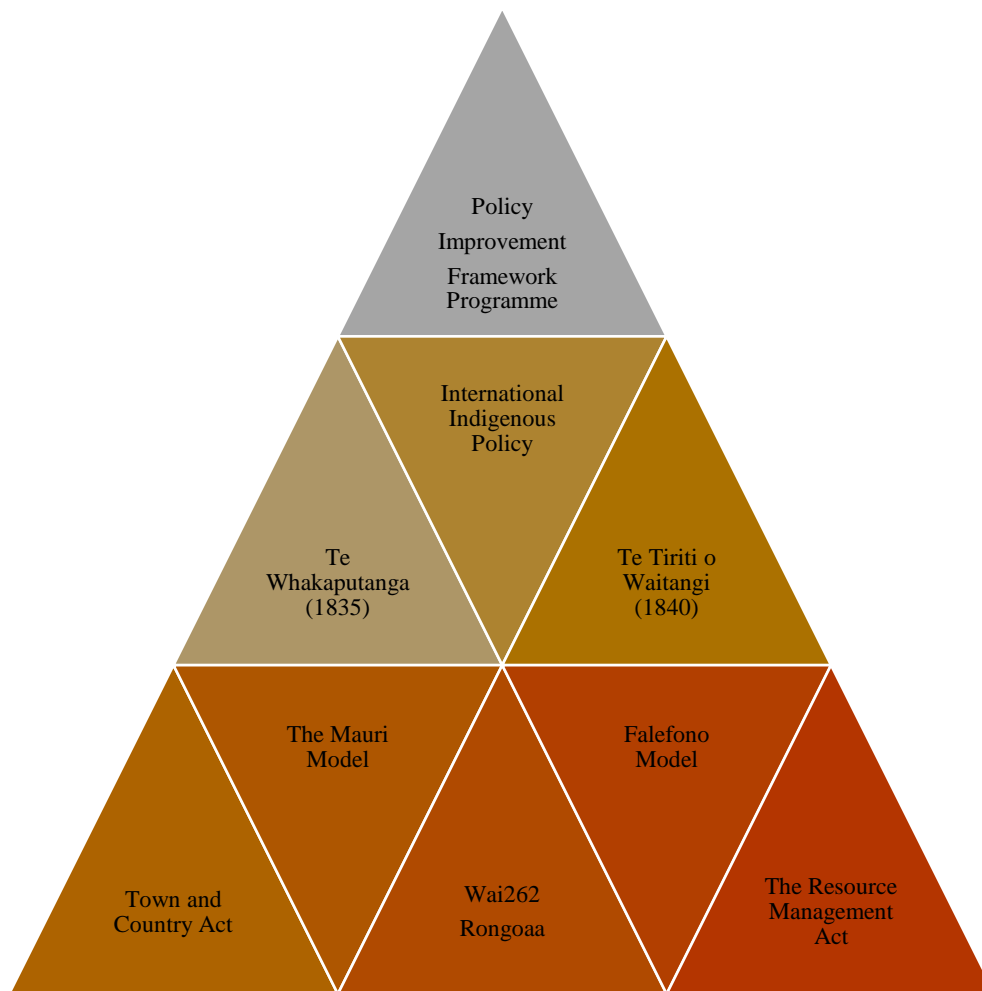 Policy
Improvement
Framework
Programme
International
Indigenous
Policy
Te
Whakaputanga
(1835)
Te Tiriti o
Waitangi
(1840)
The Mauri
Model
Falefono
Model
Town and
Country Act
Wai262
Rongoaa
The Resource
Management
Act